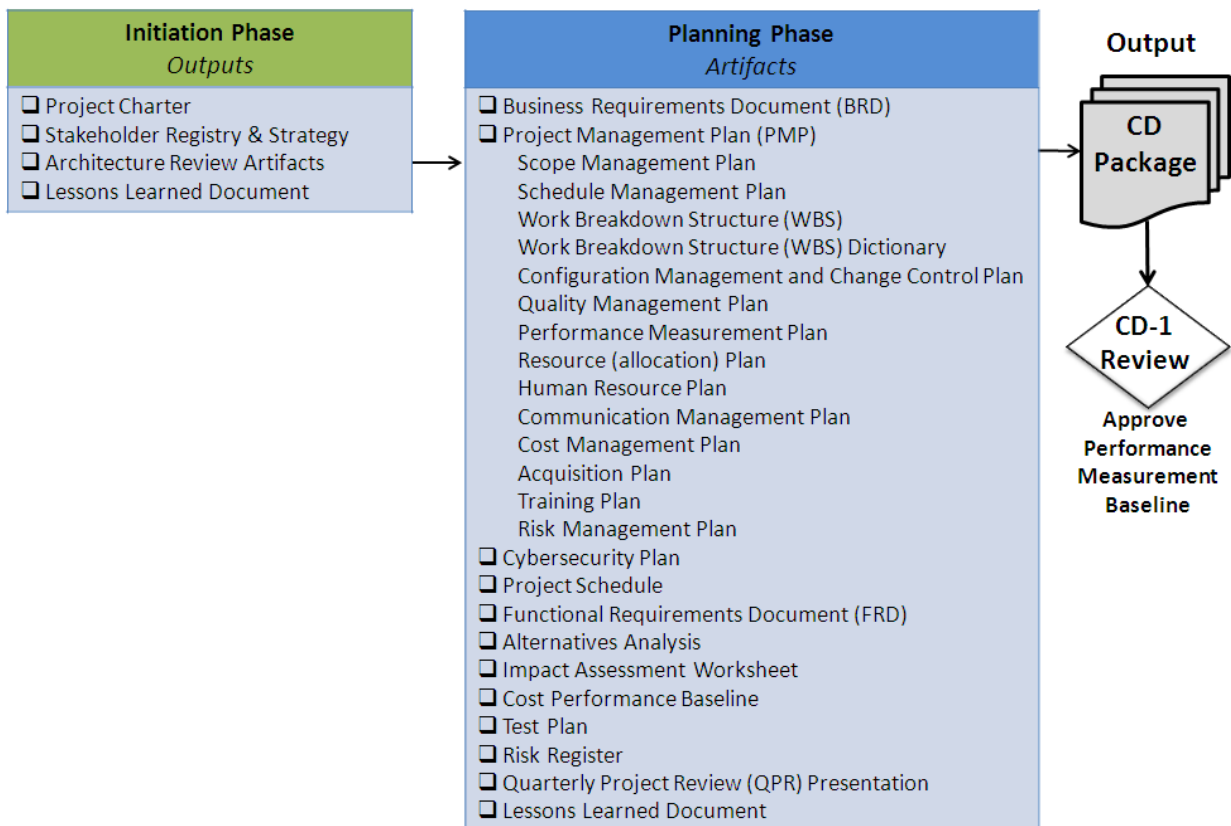 Initiation Phase
Outputs
❑ Project Charter
❑ Stakeholder Registry & Strategy
❑ Architecture Review Artifacts
❑ Lessons Learned Document
Planning Phase
Artifacts
❑ Business Requirements Document (BRD)
❑ Project Management Plan (PMP)
Scope Management Plan
Schedule Management Plan
Work Breakdown Structure (WBS)
Work Breakdown Structure (WBS) Dictionary
Configuration Management and Change Control Plan
Quality Management Plan
Performance Measurement Plan
Resource (allocation) Plan
Human Resource Plan
Communication Management Plan
Cost Management Plan
Acquisition Plan
Training Plan
Risk Management Plan
❑ Cybersecurity Plan
❑ Project Schedule
❑ Functional Requirements Document (FRD)
❑ Alternatives Analysis
❑ Impact Assessment Worksheet
❑ Cost Performance Baseline
❑ Test Plan
❑ Risk Register
❑ Quarterly Project Review (QPR) Presentation
❑ Lessons Learned Document
Output
CD
Package
CD-1
Review
Approve
Performance
Measurement
Baseline